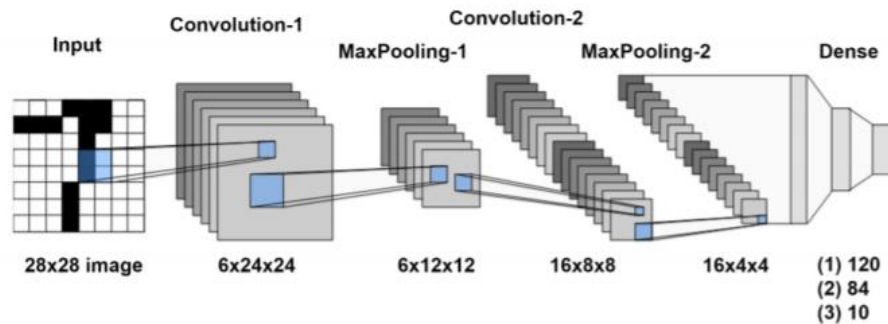 Input
Convolution-1
MaxPooling-1
Convolution-2
MaxPooling-2
Dense
28x28 image
6x24x24
6x12x12
16x8x8
16x4x4
(1) 120
(2) 84
(3) 10